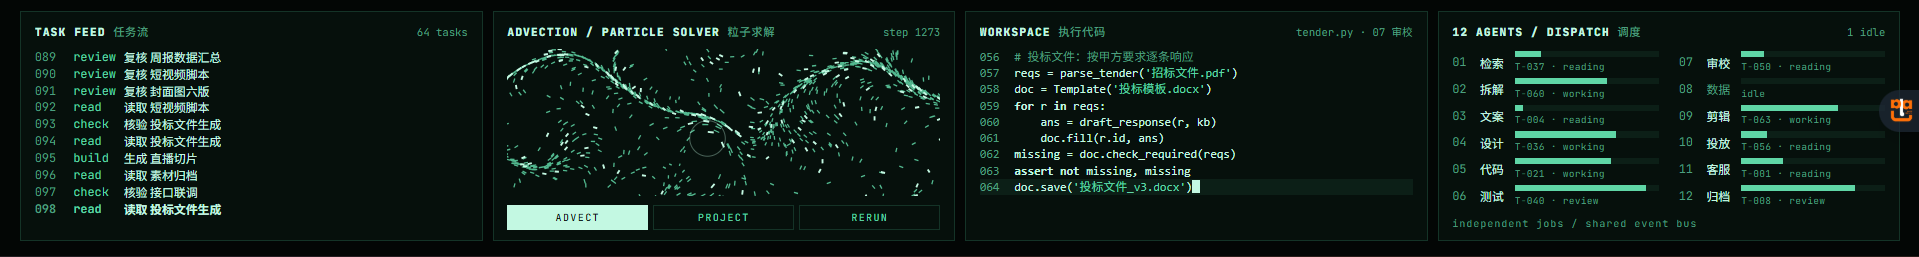 TASK FEED 任务流
64 tasks
089 review 复核 周报数据汇总
090 review 复核 短视频脚本
091 review 复核 封面图六版
092 read 读取 短视频脚本
093 check 核验 投标文件生成
094 read 读取 投标文件生成
095 build 生成 直播切片
096 read 读取 素材归档
097 check 核验 接口联调
098 read 读取 投标文件生成
ADVECTION / PARTICLE SOLVER 粒子求解
step 1273
ADVECT
PROJECT
RERUN
WORKSPACE 执行代码
tender.py · 07 审校
056 # 投标文件: 按甲方要求逐条响应
057 reqs = parse_tender('招标文件.pdf')
058 doc = Template('投标模板.docx')
059 for r in reqs:
060 ans = draft_response(r, kb)
061 doc.fill(r.id, ans)
062 missing = doc.check_required(reqs)
063 assert not missing, missing
064 doc.save('投标文件_v3.docx')
12 AGENTS / DISPATCH 调度
1 idle
01 检索 T-037 · reading
02 拆解 T-060 · working
03 文案 T-004 · reading
04 设计 T-036 · working
05 代码 T-021 · working
06 测试 T-040 · review
07 审校 T-050 · reading
08 数据 idle
09 剪辑 T-063 · working
10 投放 T-056 · reading
11 客服 T-001 · reading
12 归档 T-008 · review
independent jobs / shared event bus